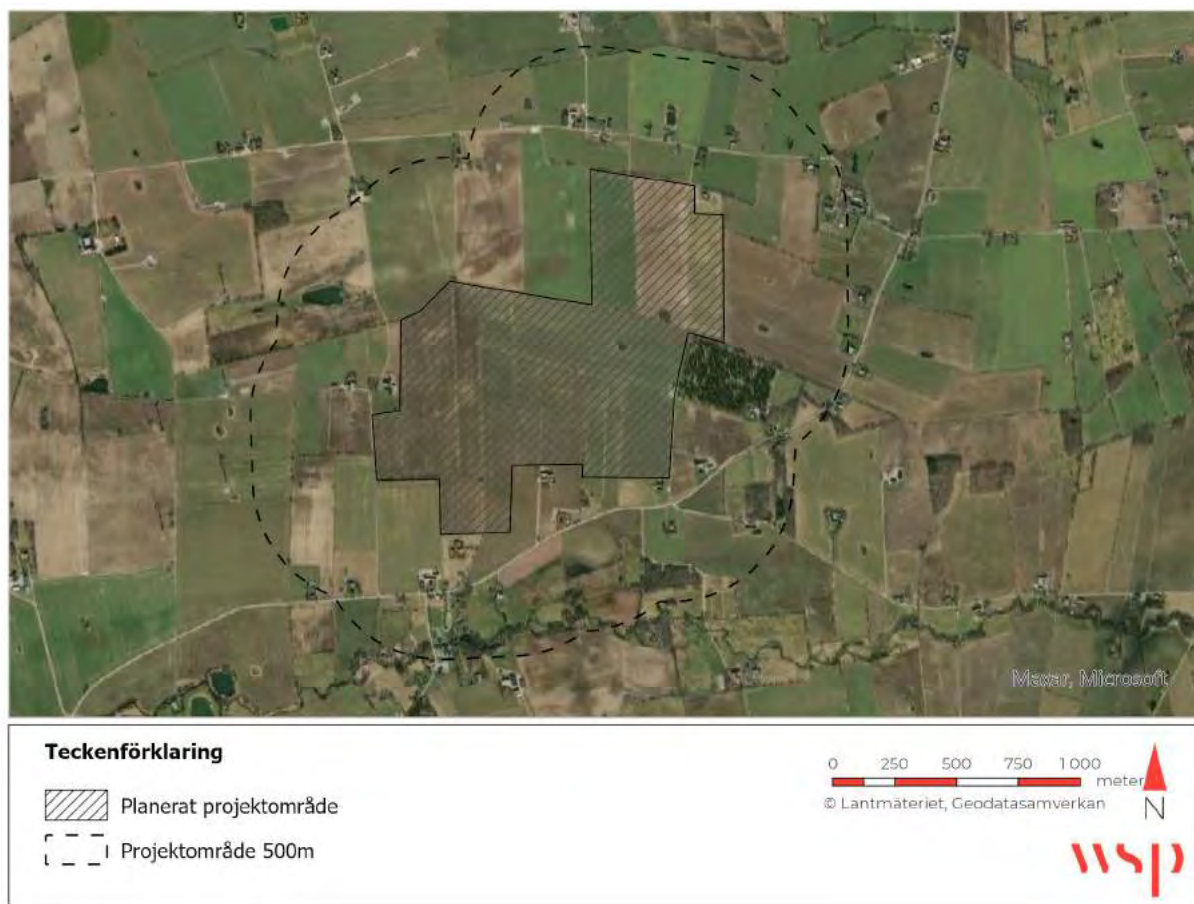 Maxar, Microsoft
Teckenförklaring
Planerat projektområde
Projektområde 500m
0 250 500 750 1 000
meter
© Lantmäteriet, Geodatasamverkan
N
wsp